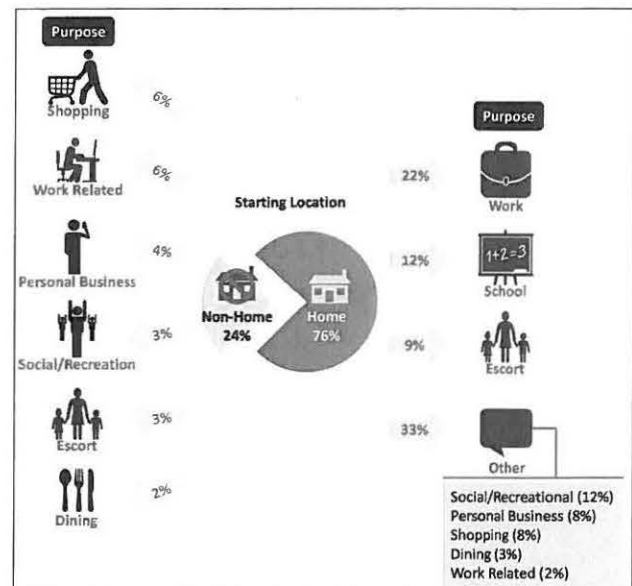 Purpose
Shopping
6%
Work Related
6%
Personal Business
4%
Social/Recreation
3%
Escort
3%
Dining
2%
Starting Location
Non-Home
24%
Home
76%
Purpose
22%
Work
12%
1+2=3
School
9%
Escort
33%
Other
Social/Recreational (12%)
Personal Business (8%)
Shopping (8%)
Dining (3%)
Work Related (2%)